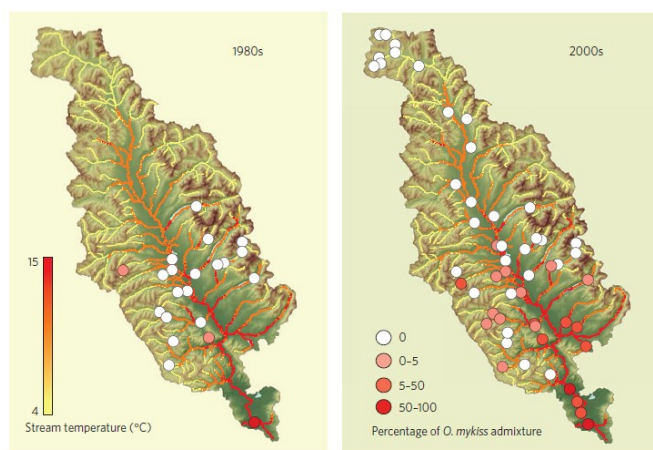 1980s
15
4
Stream temperature (°C)
2000s
0
0-5
5-50
50-100
Percentage of O. mykiss admixture